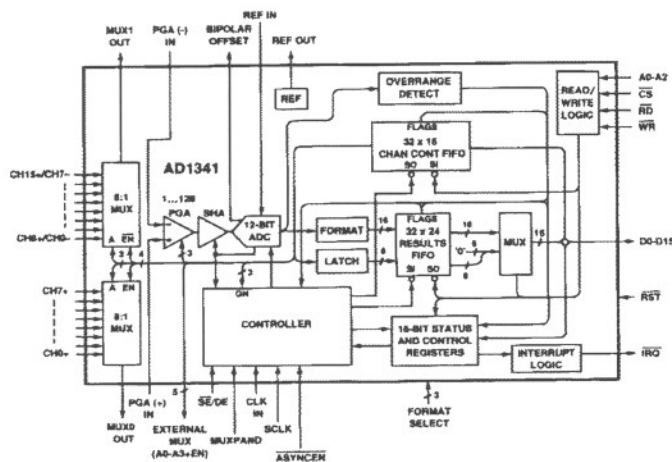 REF IN
MUX1
OUT
PGA (-)
IN
BIPOLAR
OFFSET
REF OUT
REF
OVERRANGE
DETECT
READ/
WRITE
LOGIC
A0-A2
CS
RD
WR
FLAGS
32 x 16
CHAN CONT FIFO
SO
SI
AD1341
CH15+/CH7-
CH8+/CH0-
8:1
MUX
A
EN
1...128
PGA
SHA
12-BIT
ADC
FORMAT
16
LATCH
8
FLAGS
32 x 24
RESULTS
FIFO
SI
SO
16
'0'
8
8
MUX
16
D0-D15
3
4
3
3
A
EN
CH7+
CH0+
8:1
MUX
CONTROLLER
16-BIT STATUS
AND CONTROL
REGISTERS
RST
INTERRUPT
LOGIC
IRQ
MUX0
OUT
PGA (+)
IN
5
EXTERNAL
MUX
(A0-A3+EN)
SE/DE
MUXPAND
CLK
IN
SCLK
ASYNCEN
3
FORMAT
SELECT